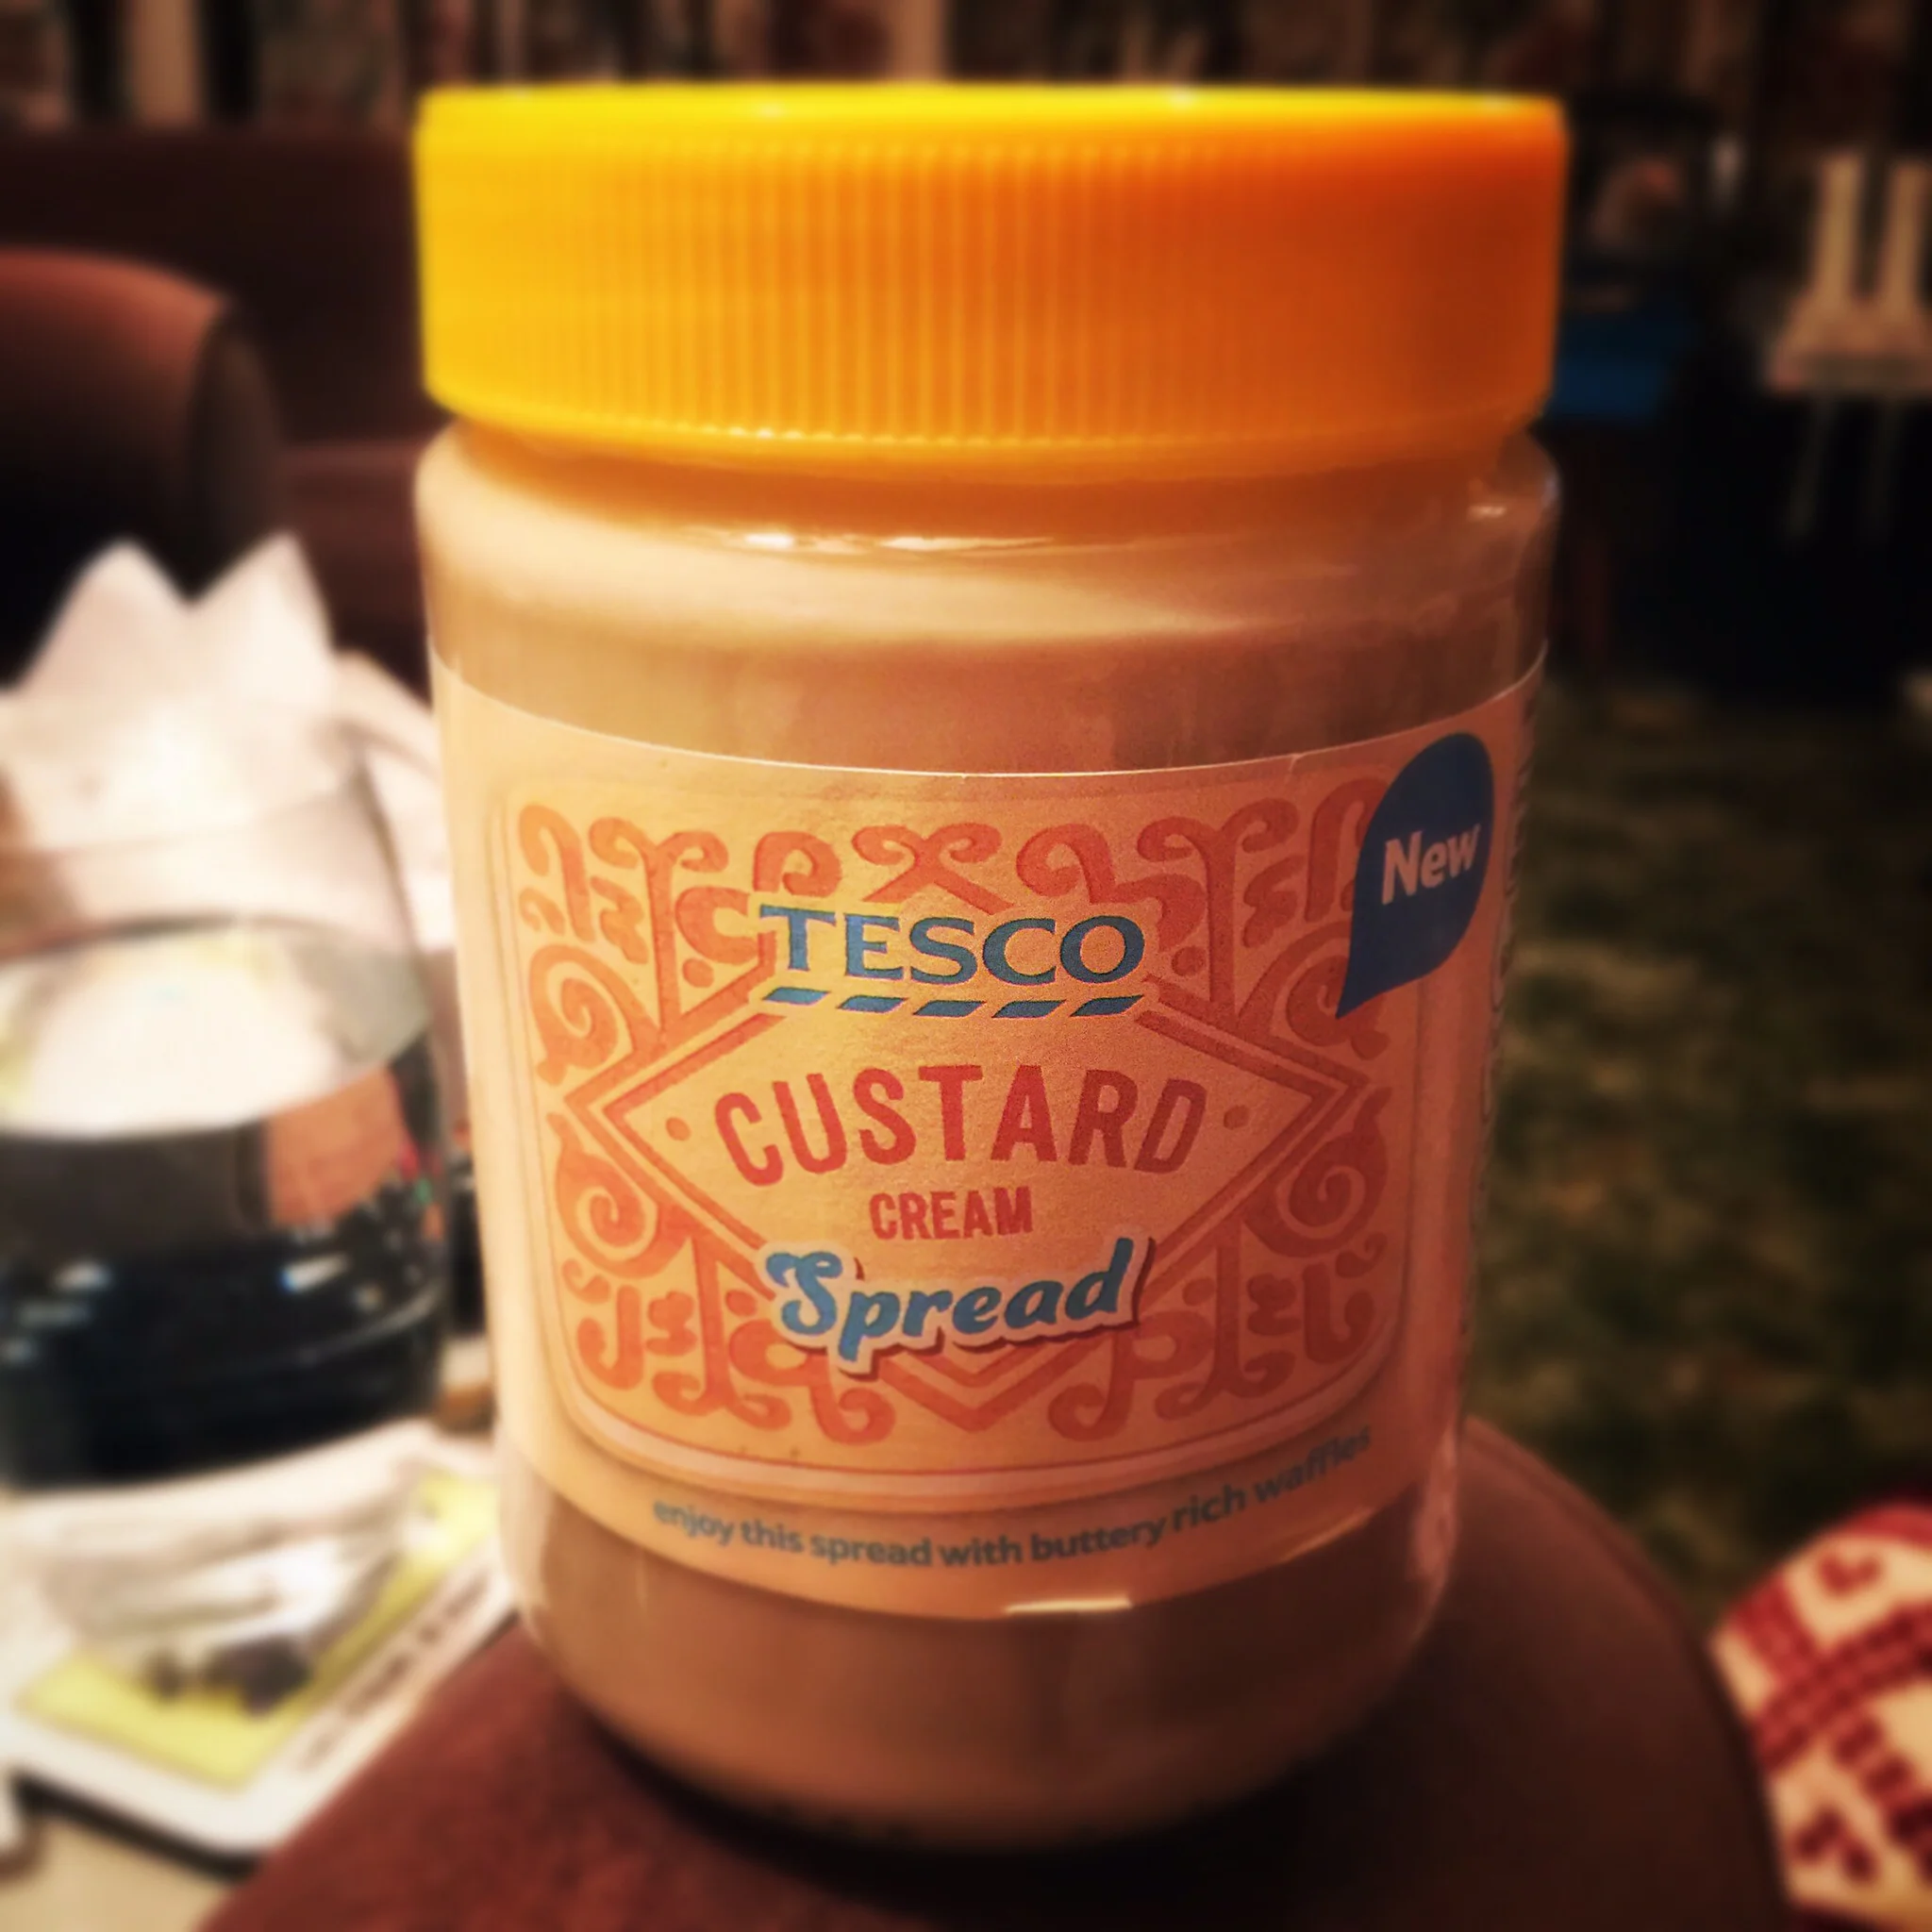 New
TESCO
CUSTARD
CREAM
Spread
enjoy this spread with buttery rich waffles